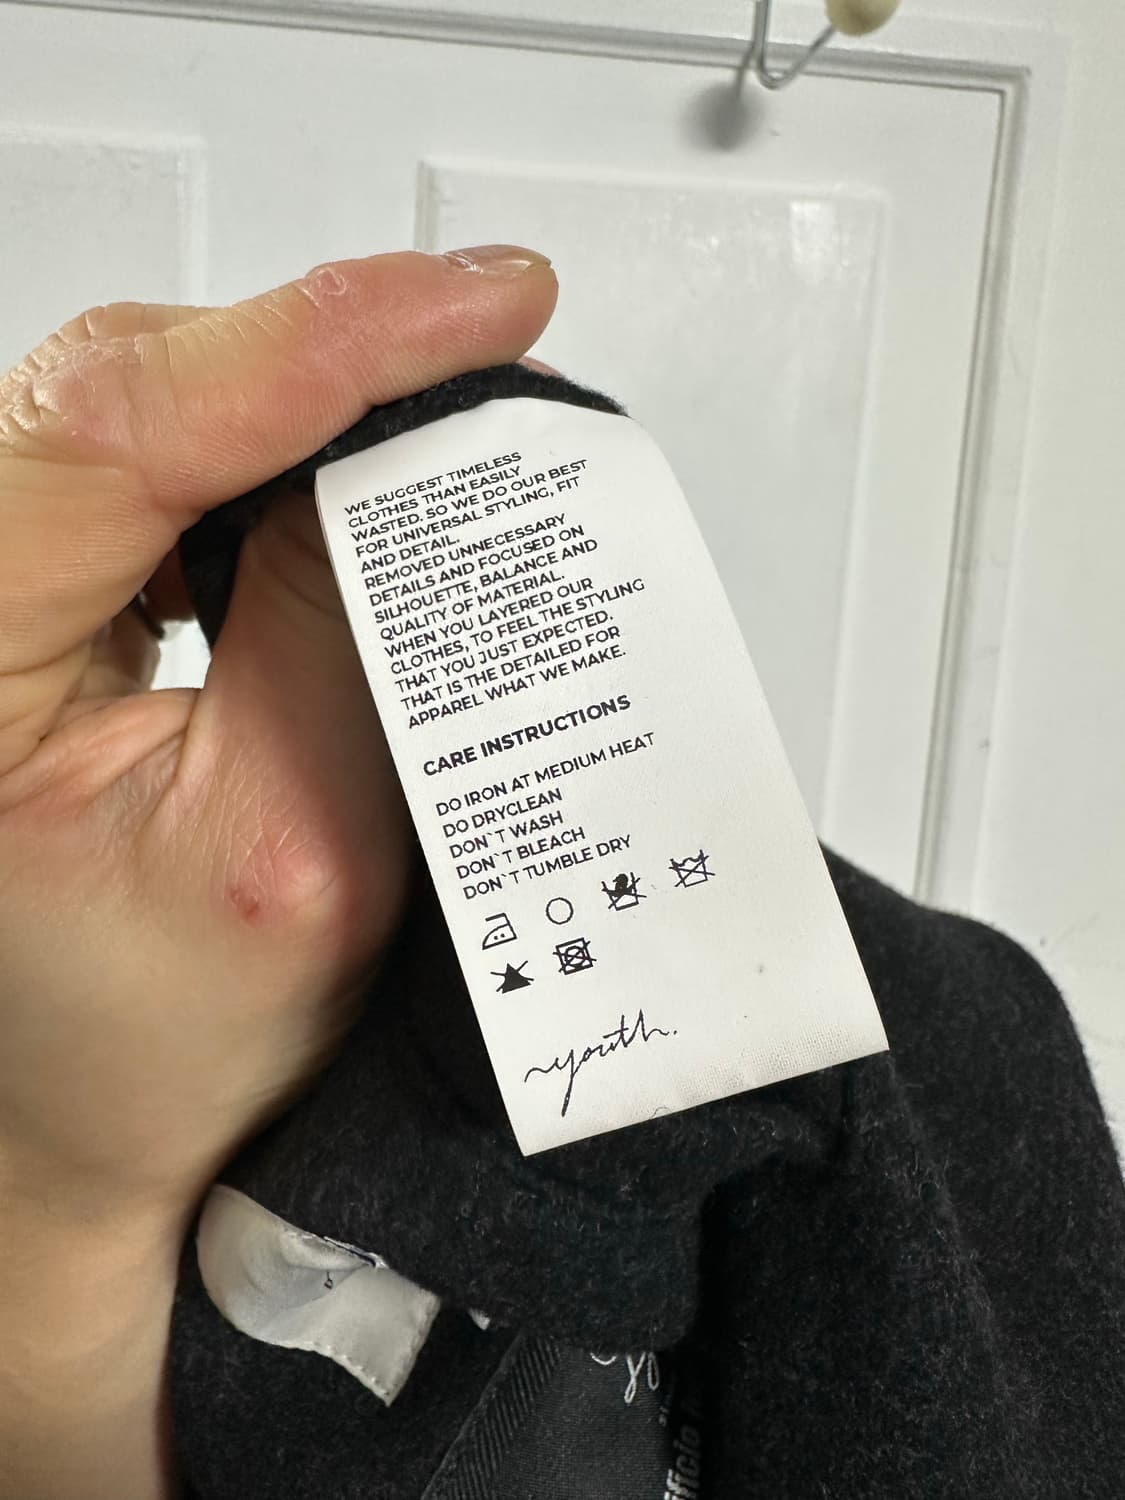 WE SUGGEST TIMELESS
CLOTHES THAN EASILY
WASTED. SO WE DO OUR BEST
FOR UNIVERSAL STYLING, FIT
AND DETAIL.
REMOVED UNNECESSARY
DETAILS AND FOCUSED ON
SILHOUETTE, BALANCE AND
QUALITY OF MATERIAL.
WHEN YOU LAYERED OUR
CLOTHES, TO FEEL THE STYLING
THAT YOU JUST EXPECTED.
THAT IS THE DETAILED FOR
APPAREL WHAT WE MAKE.
CARE INSTRUCTIONS
DO IRON AT MEDIUM HEAT
DO DRYCLEAN
DON`T WASH
DON`T BLEACH
DON`T TUMBLE DRY
youth.